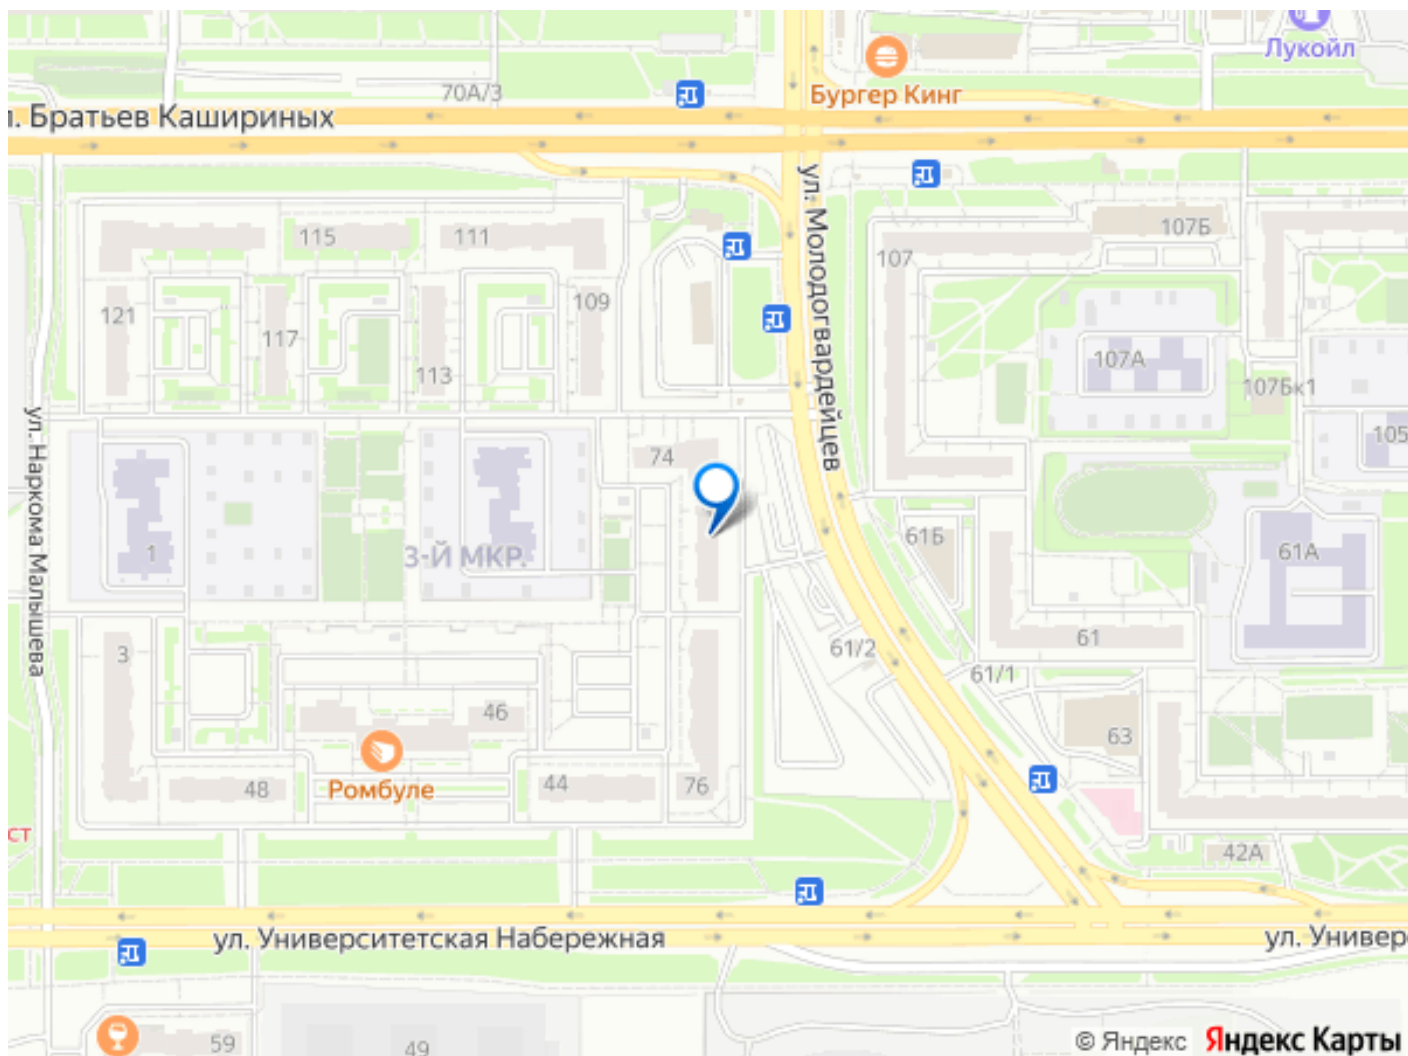 Лукойл
Бургер Кинг
70А/3
л. Братьев Кашириных
ул. Молодогвардейцев
115
111
107Б
107
109
121
117
107А
113
107Бк1
ул. Наркома Малышева
105
74
61Б
61А
1
3-Й МКР.
61
61/2
3
61/1
46
63
76
48
44
Ромбуле
ст
42А
ул. Университетская Набережная
ул. Универс
59
49
© Яндекс
Яндекс Карты